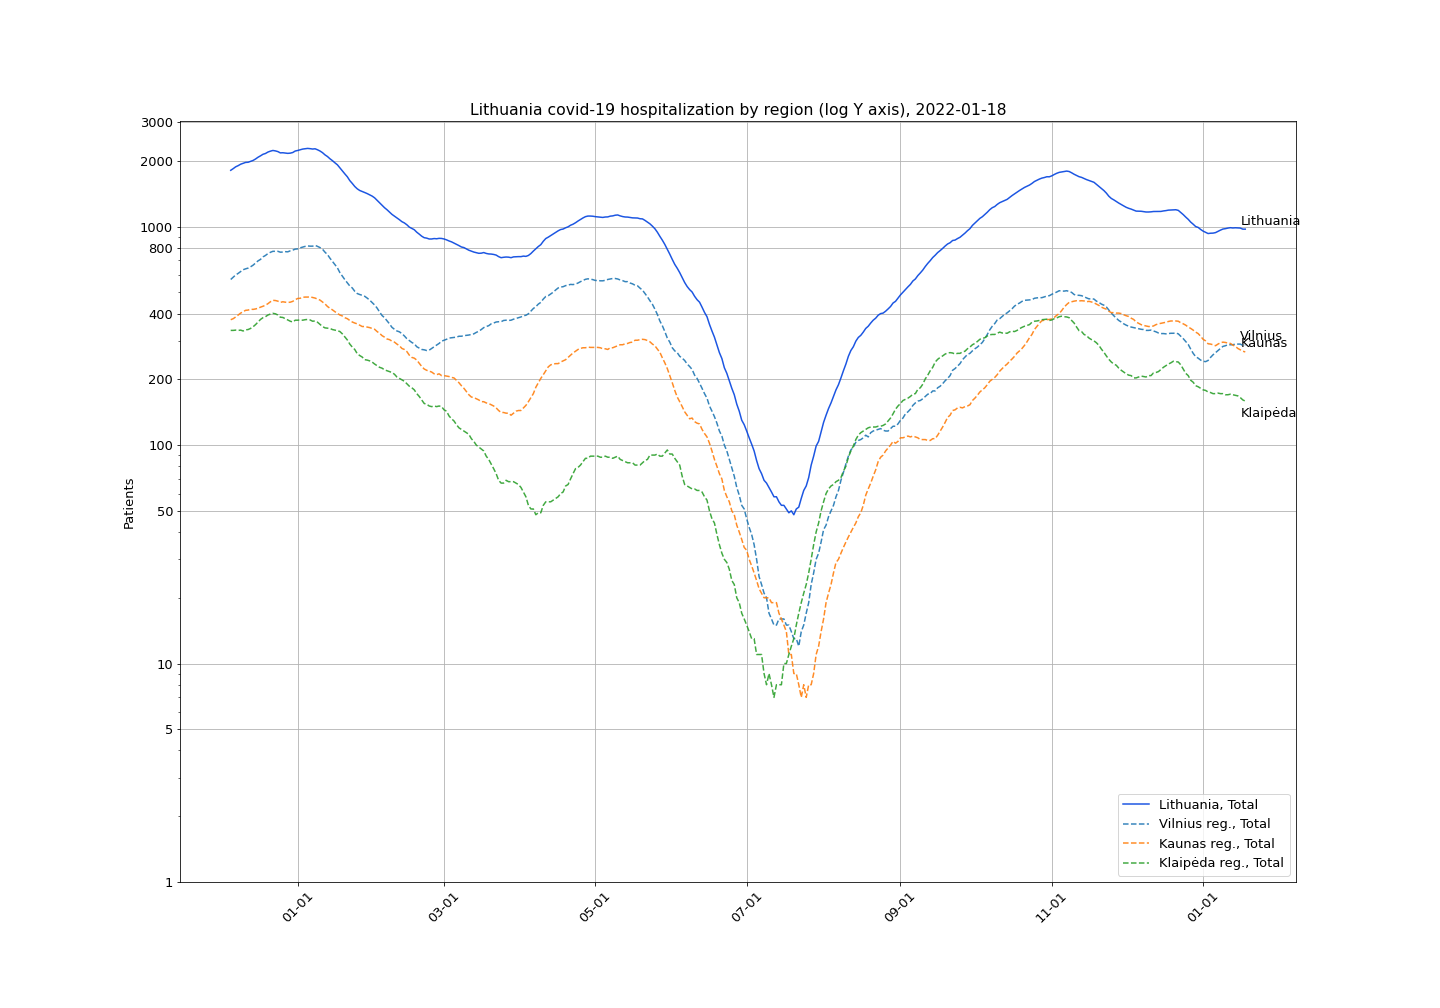 Lithuania covid-19 hospitalization by region (log Y axis), 2022-01-18
3000
2000
1000
800
400
200
100
50
10
5
1
Patients
Lithuania
Vilnius
Kaunas
Klaipėda
Lithuania, Total
Vilnius reg., Total
Kaunas reg., Total
Klaipėda reg., Total
01-01
03-01
05-01
07-01
09-01
11-01
01-01